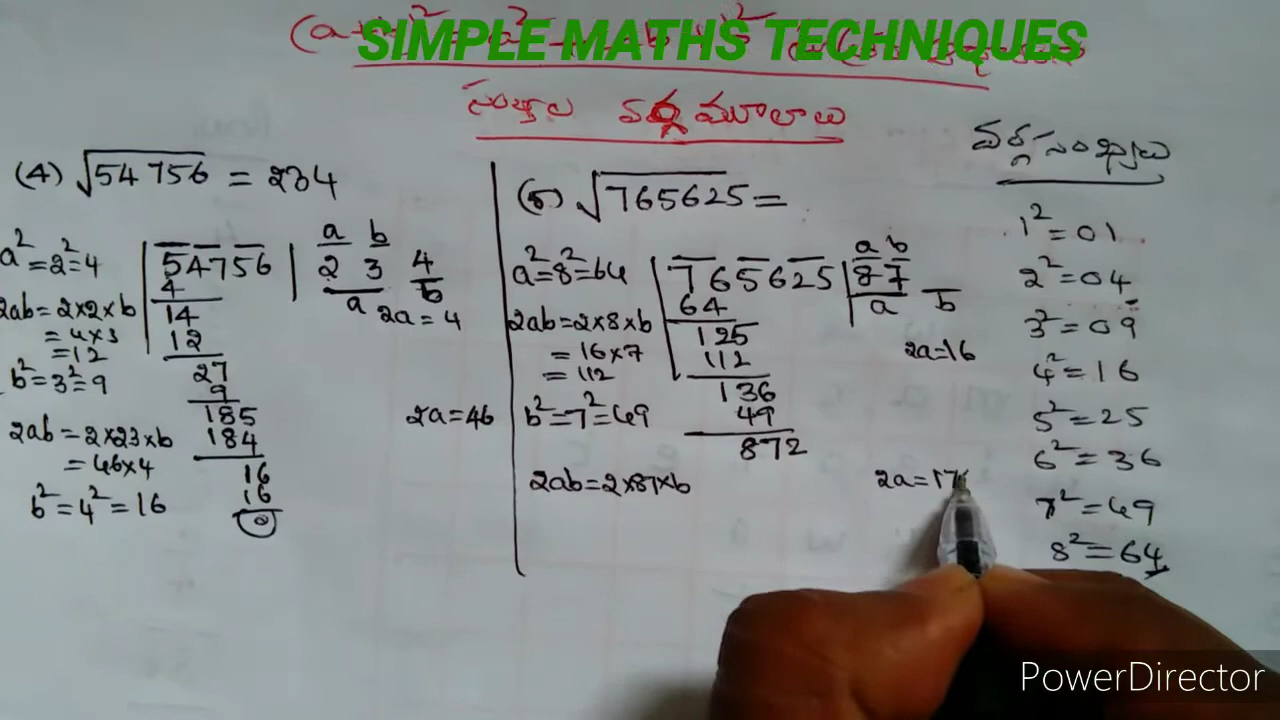 SIMPLE MATHS TECHNIQUES
వర్గమూలాలు
వర్గసంఖ్యలు
(4) √54756 = 234
a² = 2² = 4
54756
a b
2 3 4
a b
4
2a = 4
2ab = 2×2×b
= 4×3
= 12
14
12
b² = 3² = 9
27
9
185
2a = 46
2ab = 2×23×b
= 46×4
184
b² = 4² = 16
16
16
0
(5) √765625 =
a² = 8² = 64
765625
a b
87
a b
64
2ab = 2×8×b
= 16×7
= 112
125
112
2a=16
136
b² = 7² = 49
49
872
2ab = 2×87×b
2a = 17
1² = 01
2² = 04
3² = 09
4² = 16
5² = 25
6² = 36
7² = 49
8² = 64
PowerDirector